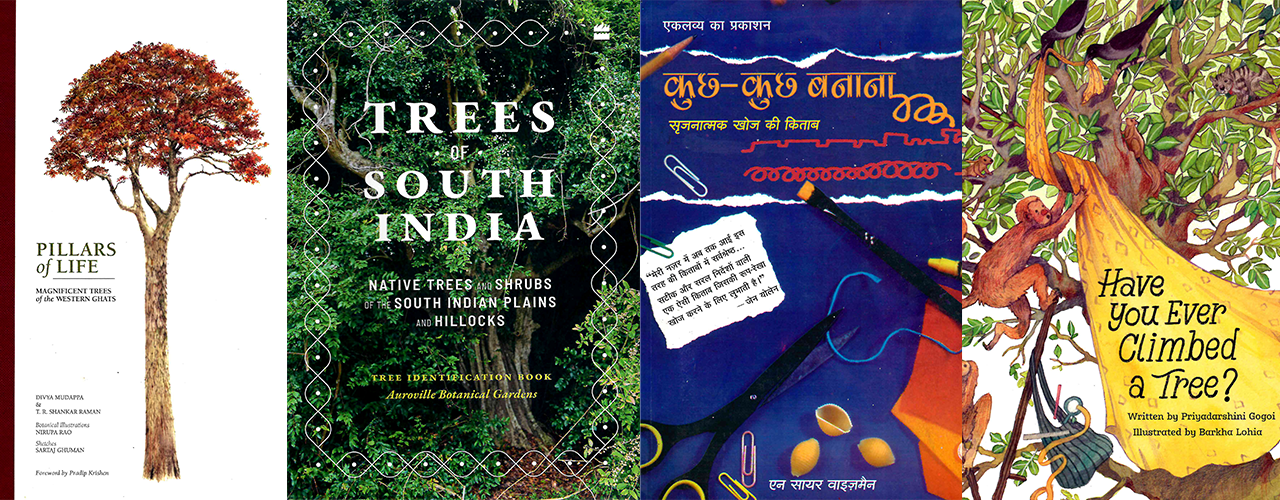 PILLARS
of LIFE
MAGNIFICENT TREES
of the WESTERN GHATS
DIVYA MUDAPPA
&
T. R. SHANKAR RAMAN
Botanical Illustrations
NIRUPA RAO
Sketches
SARTAJ GHUMAN
Foreword by Pradip Krishen
TREES
OF
SOUTH
INDIA
NATIVE TREES AND SHRUBS
OF THE SOUTH INDIAN PLAINS
AND HILLOCKS
TREE IDENTIFICATION BOOK
Auroville Botanical Gardens
एकलव्य का प्रकाशन
कुछ-कुछ बनाना
सृजनात्मक खोज की किताब
“मेरी नज़र में अब तक आई इस
तरह की किताबों में सर्वश्रेष्ठ...
सटीक और सरल निर्देशों वाली
एक ऐसी किताब जिसकी रूप-रेखा
खोज करने के लिए लुभाती है।”
—जेन योलेन
एन सायर वाइज़मैन
Have
you Ever
Climbed
a Tree?
Written by Priyadarshini Gogoi
Illustrated by Barkha Lohia